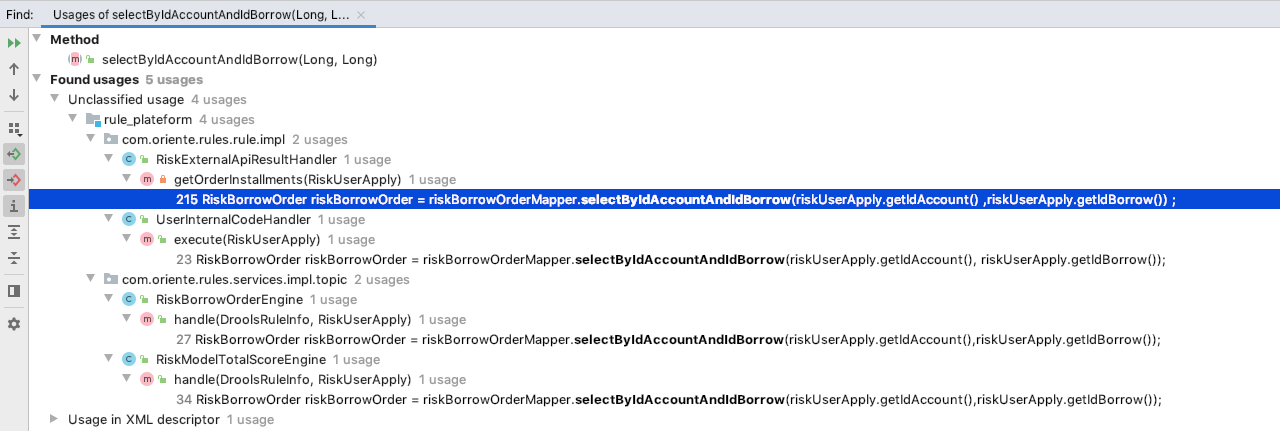 Find: Usages of selectByIdAccountAndIdBorrow(Long, L...
Method
selectByIdAccountAndIdBorrow(Long, Long)
Found usages 5 usages
Unclassified usage 4 usages
rule_plateform 4 usages
com.oriente.rules.rule.impl 2 usages
RiskExternalApiResultHandler 1 usage
getOrderInstallments(RiskUserApply) 1 usage
215 RiskBorrowOrder riskBorrowOrder = riskBorrowOrderMapper.selectByIdAccountAndIdBorrow(riskUserApply.getIdAccount() ,riskUserApply.getIdBorrow()) ;
UserInternalCodeHandler 1 usage
execute(RiskUserApply) 1 usage
23 RiskBorrowOrder riskBorrowOrder = riskBorrowOrderMapper.selectByIdAccountAndIdBorrow(riskUserApply.getIdAccount(), riskUserApply.getIdBorrow());
com.oriente.rules.services.impl.topic 2 usages
RiskBorrowOrderEngine 1 usage
handle(DroolsRuleInfo, RiskUserApply) 1 usage
27 RiskBorrowOrder riskBorrowOrder = riskBorrowOrderMapper.selectByIdAccountAndIdBorrow(riskUserApply.getIdAccount(),riskUserApply.getIdBorrow());
RiskModelTotalScoreEngine 1 usage
handle(DroolsRuleInfo, RiskUserApply) 1 usage
34 RiskBorrowOrder riskBorrowOrder = riskBorrowOrderMapper.selectByIdAccountAndIdBorrow(riskUserApply.getIdAccount(),riskUserApply.getIdBorrow());
Usage in XML descriptor 1 usage